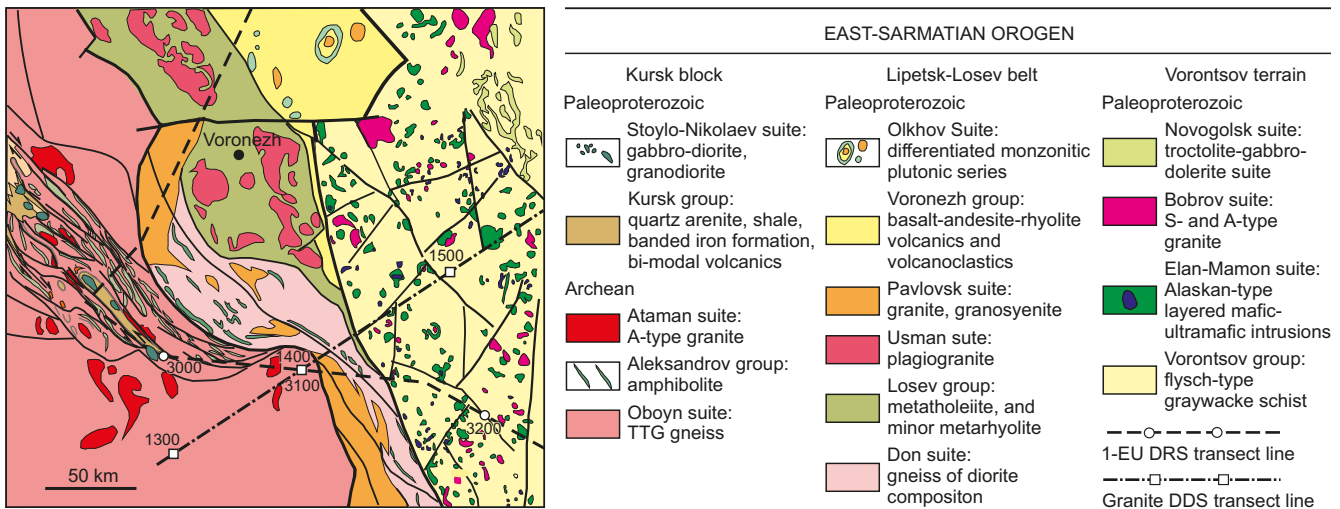 Voronezh
1500
3000
1400
3100
3200
1300
50 km
EAST-SARMATIAN OROGEN
Kursk block
Paleoproterozoic
Stoylo-Nikolaev suite:
gabbro-diorite,
granodiorite
Kursk group:
quartz arenite, shale,
banded iron formation,
bi-modal volcanics
Archean
Ataman suite:
A-type granite
Aleksandrov group:
amphibolite
Oboyn suite:
TTG gneiss
Lipetsk-Losev belt
Paleoproterozoic
Olkhov Suite:
differentiated monzonitic
plutonic series
Voronezh group:
basalt-andesite-rhyolite
volcanics and
volcanoclastics
Pavlovsk suite:
granite, granosyenite
Usman sute:
plagiogranite
Losev group:
metatholeiite, and
minor metarhyolite
Don suite:
gneiss of diorite
compositon
Vorontsov terrain
Paleoproterozoic
Novogolsk suite:
troctolite-gabbro-
dolerite suite
Bobrov suite:
S- and A-type
granite
Elan-Mamon suite:
Alaskan-type
layered mafic-
ultramafic intrusions
Vorontsov group:
flysch-type
graywacke schist
1-EU DRS transect line
Granite DDS transect line